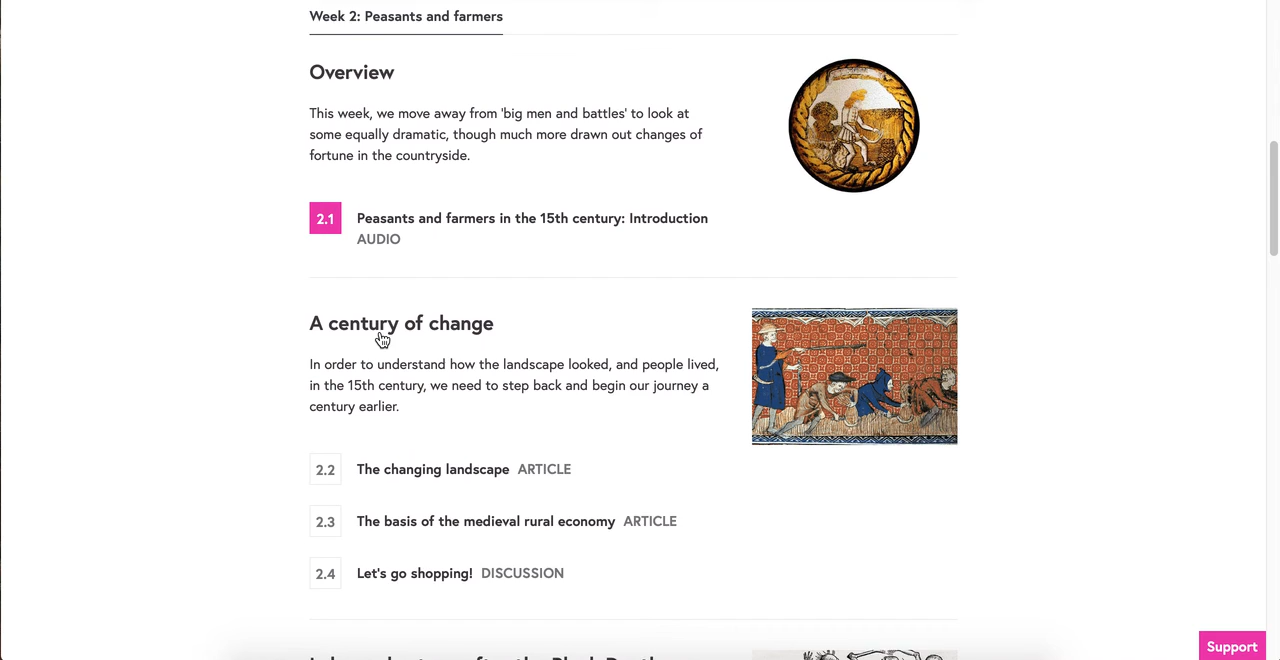 Week 2: Peasants and farmers
Overview
This week, we move away from 'big men and battles' to look at
some equally dramatic, though much more drawn out changes of
fortune in the countryside.
2.1 Peasants and farmers in the 15th century: Introduction
AUDIO
A century of change
In order to understand how the landscape looked, and people lived,
in the 15th century, we need to step back and begin our journey a
century earlier.
2.2 The changing landscape ARTICLE
2.3 The basis of the medieval rural economy ARTICLE
2.4 Let's go shopping! DISCUSSION
Support